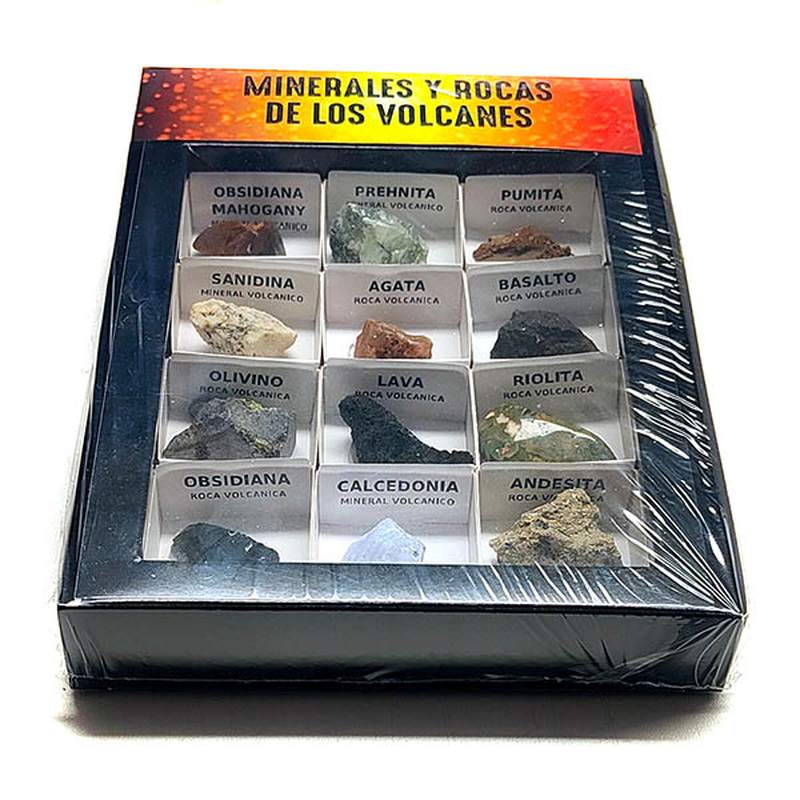 MINERALES Y ROCAS
DE LOS VOLCANES
OBSIDIANA
MAHOGANY
PREHNITA
MINERAL VOLCANICO
PUMITA
ROCA VOLCANICA
SANIDINA
MINERAL VOLCANICO
AGATA
ROCA VOLCANICA
BASALTO
ROCA VOLCANICA
OLIVINO
ROCA VOLCANICA
LAVA
ROCA VOLCANICA
RIOLITA
ROCA VOLCANICA
OBSIDIANA
ROCA VOLCANICA
CALCEDONIA
MINERAL VOLCANICO
ANDESITA
ROCA VOLCANICA